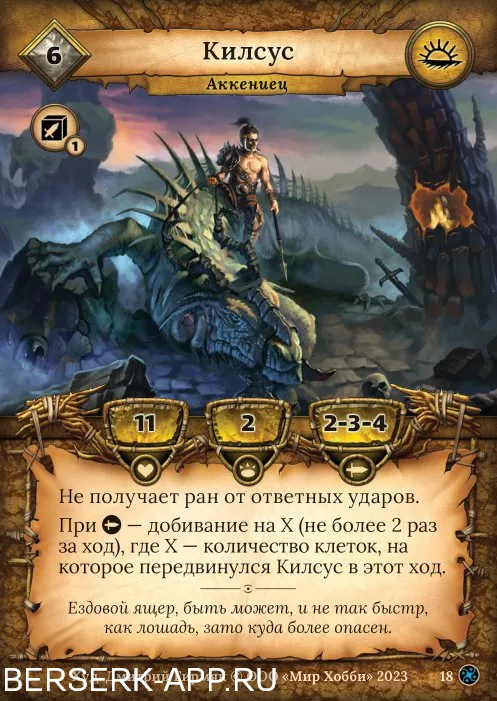 6
Килсус
Аккениец
1
11
2
2-3-4
Не получает ран от ответных ударов.
При — добивание на X (не более 2 раз
за ход), где X — количество клеток, на
которое передвинулся Килсус в этот ход.
Ездовой ящер, быть может, и не так быстр,
как лошадь, зато куда более опасен.
© ООО «Мир Хобби» 2023
18
BERSERK-APP.RU